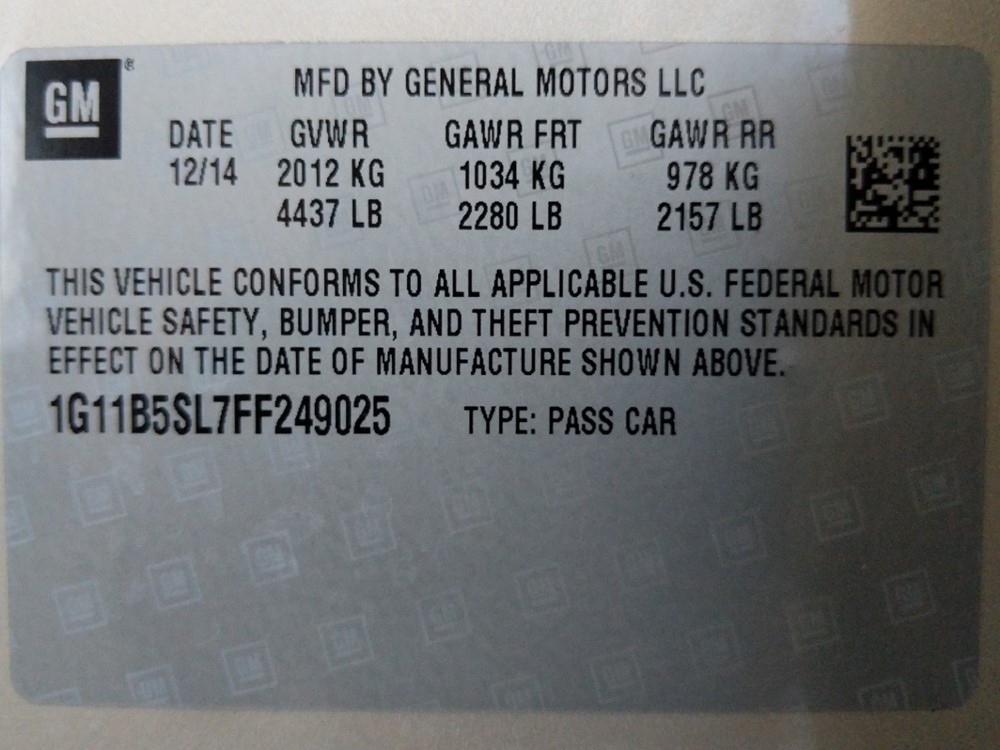 GM ®
MFD BY GENERAL MOTORS LLC
DATE GVWR GAWR FRT GAWR RR
12/14 2012 KG 1034 KG 978 KG
4437 LB 2280 LB 2157 LB
THIS VEHICLE CONFORMS TO ALL APPLICABLE U.S. FEDERAL MOTOR
VEHICLE SAFETY, BUMPER, AND THEFT PREVENTION STANDARDS IN
EFFECT ON THE DATE OF MANUFACTURE SHOWN ABOVE.
1G11B5SL7FF249025 TYPE: PASS CAR